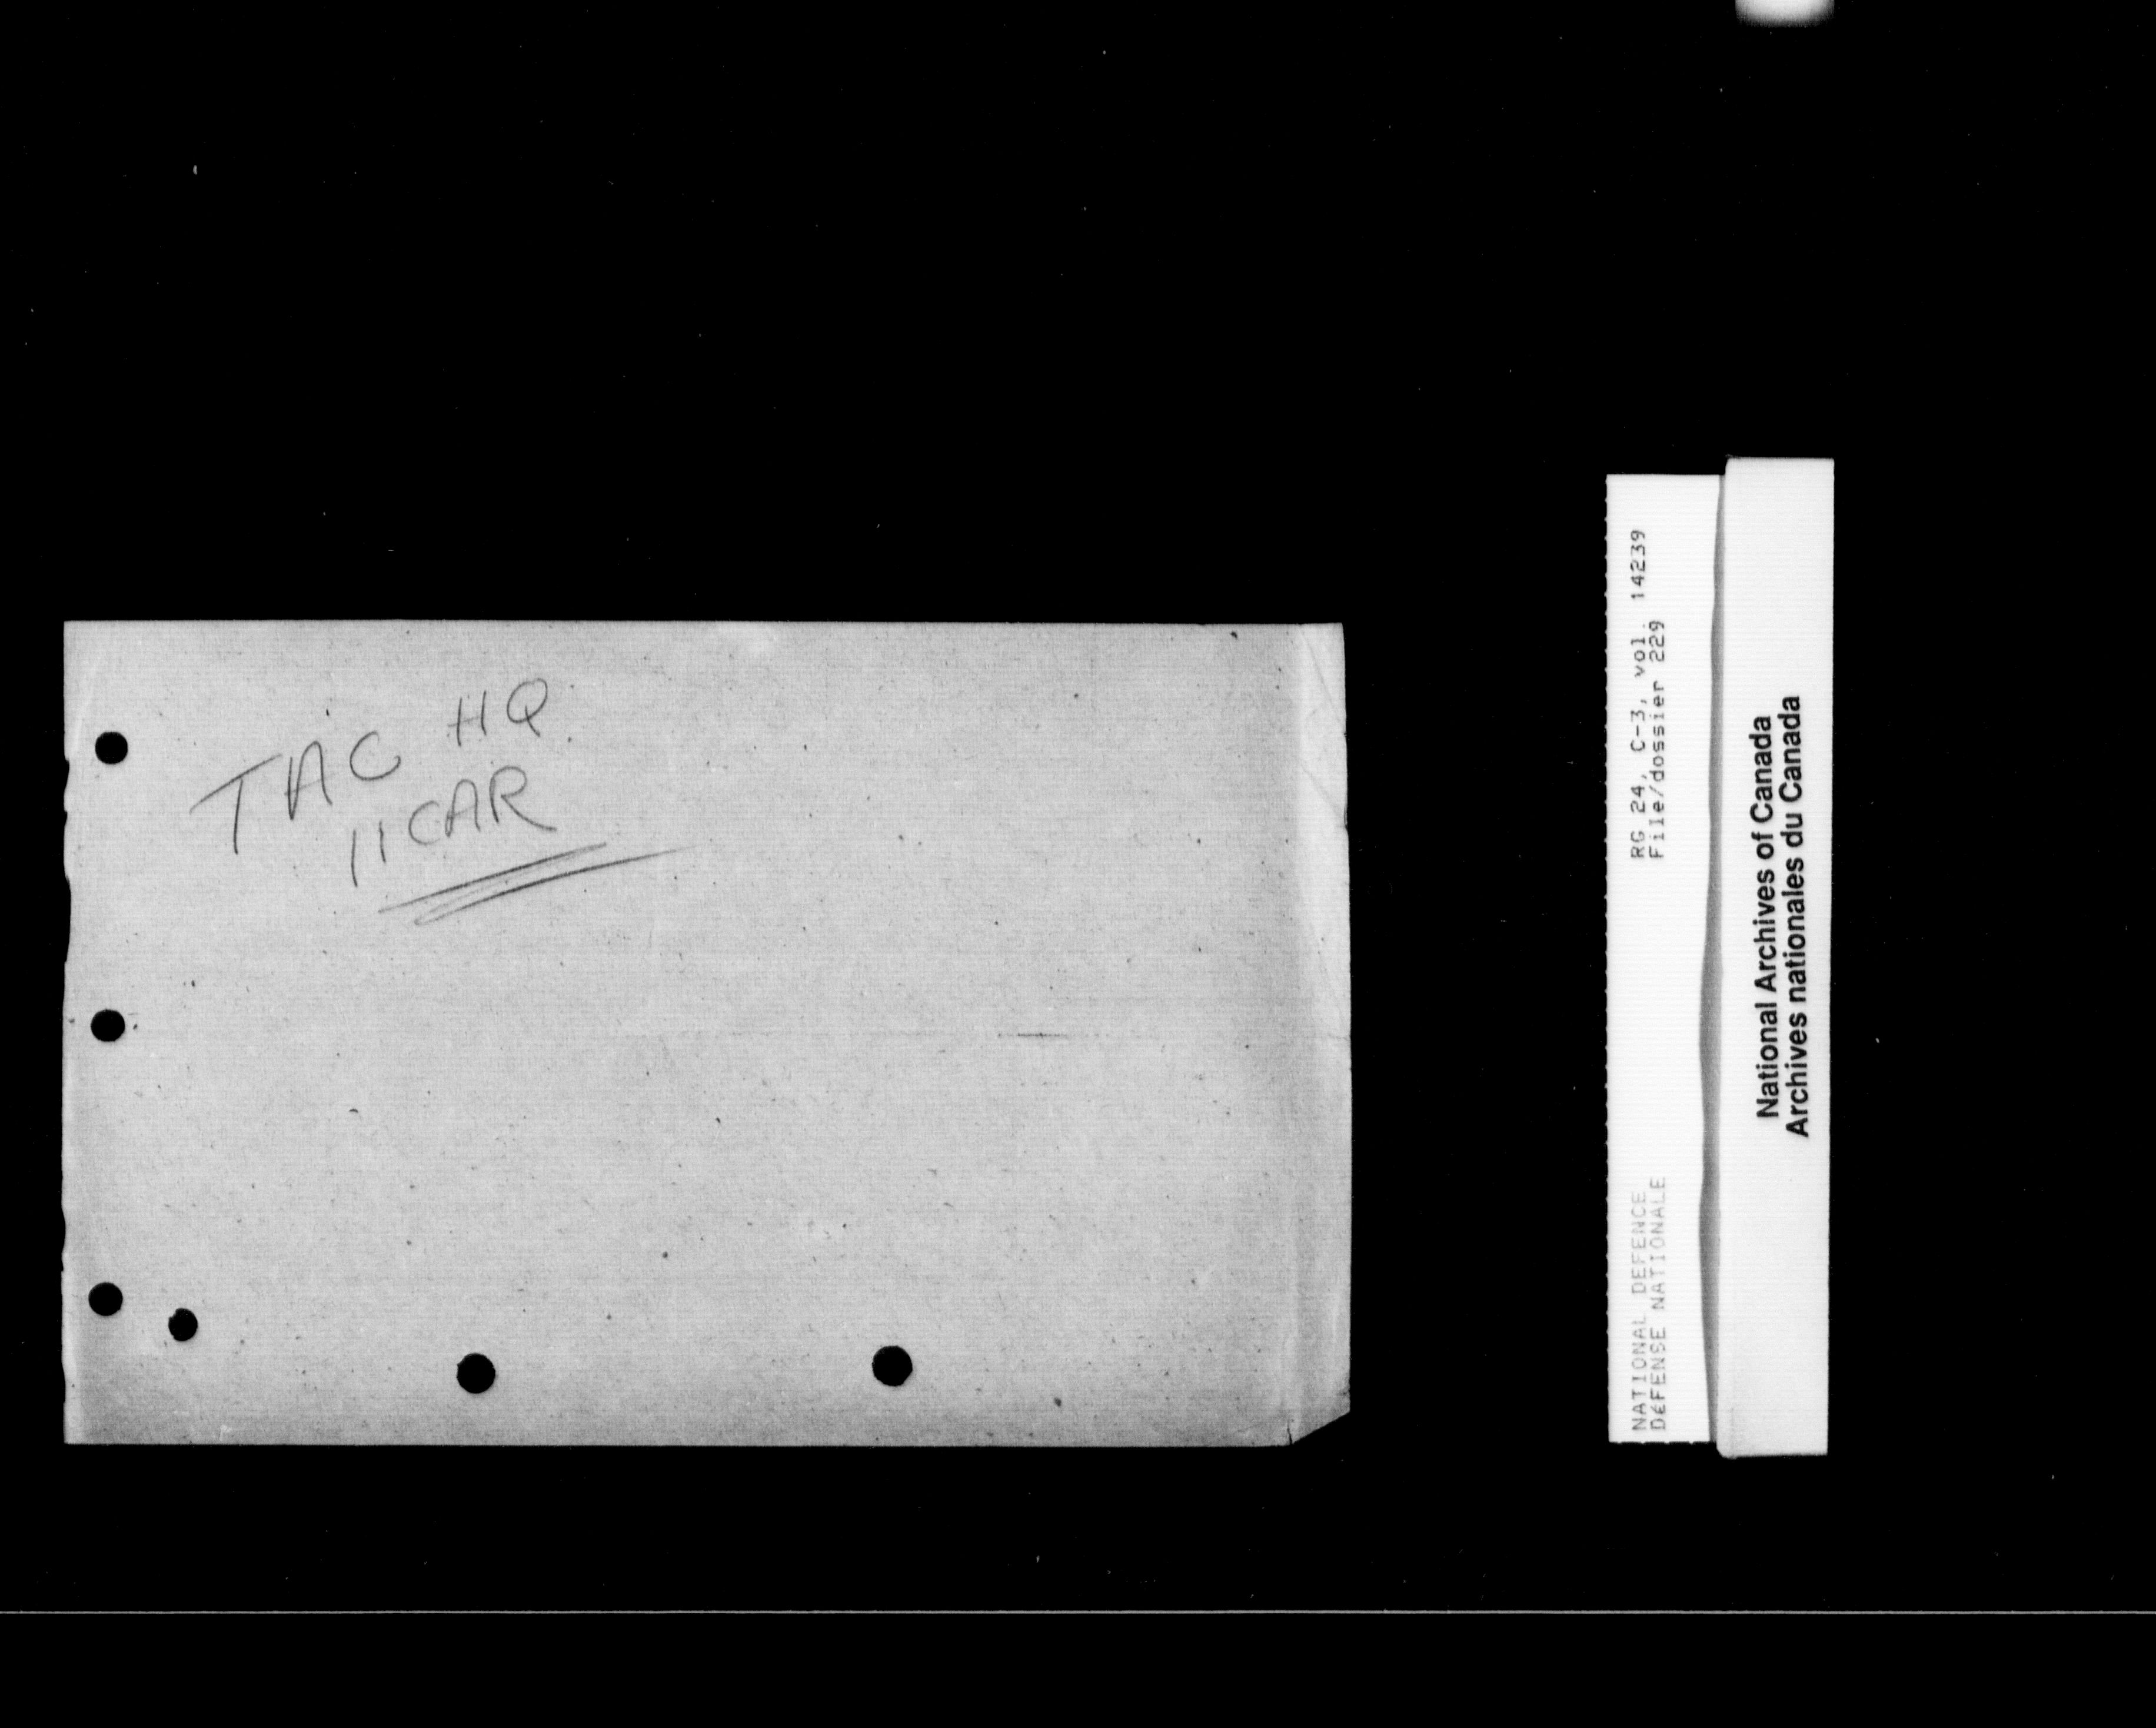 TAC HQ.
11 CAR
RG 24, C-3, vol. 14239
File/dossier 229
NATIONAL DEFENCE
DÉFENSE NATIONALE
National Archives of Canada
Archives nationales du Canada